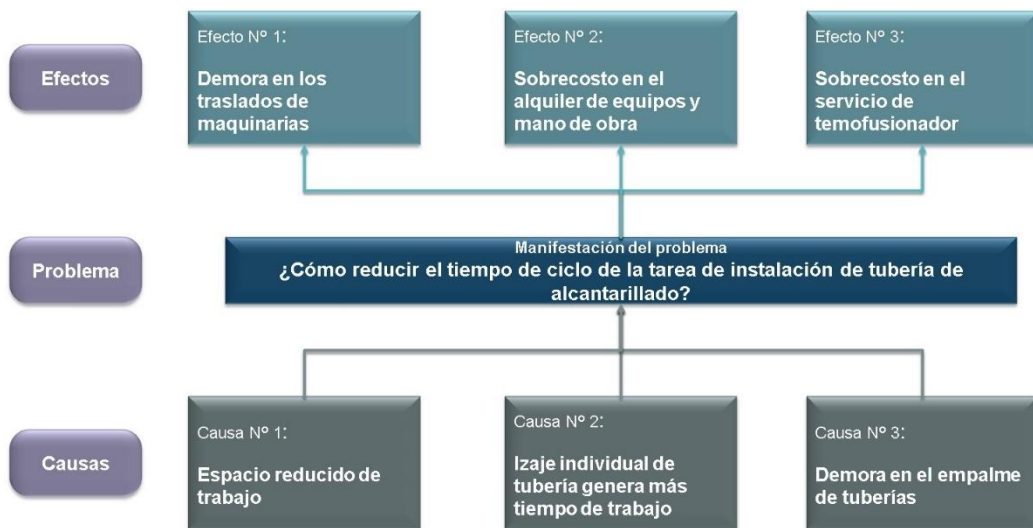 Efectos
Efecto Nº 1:
Demora en los
traslados de
maquinarias
Efecto Nº 2:
Sobrecosto en el
alquiler de equipos y
mano de obra
Efecto Nº 3:
Sobrecosto en el
servicio de
temofusionador
Problema
Manifestación del problema
¿Cómo reducir el tiempo de ciclo de la tarea de instalación de tubería de
alcantarillado?
Causas
Causa Nº 1:
Espacio reducido de
trabajo
Causa Nº 2:
Izaje individual de
tubería genera más
tiempo de trabajo
Causa Nº 3:
Demora en el empalme
de tuberías